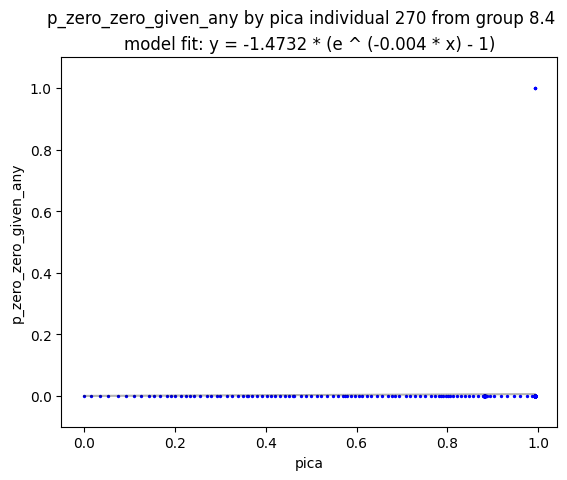 p_zero_zero_given_any by pica individual 270 from group 8.4
model fit: y = -1.4732 * (e ^ (-0.004 * x) - 1)
p_zero_zero_given_any
1.0
0.8
0.6
0.4
0.2
0.0
0.0 0.2 0.4 0.6 0.8 1.0
pica